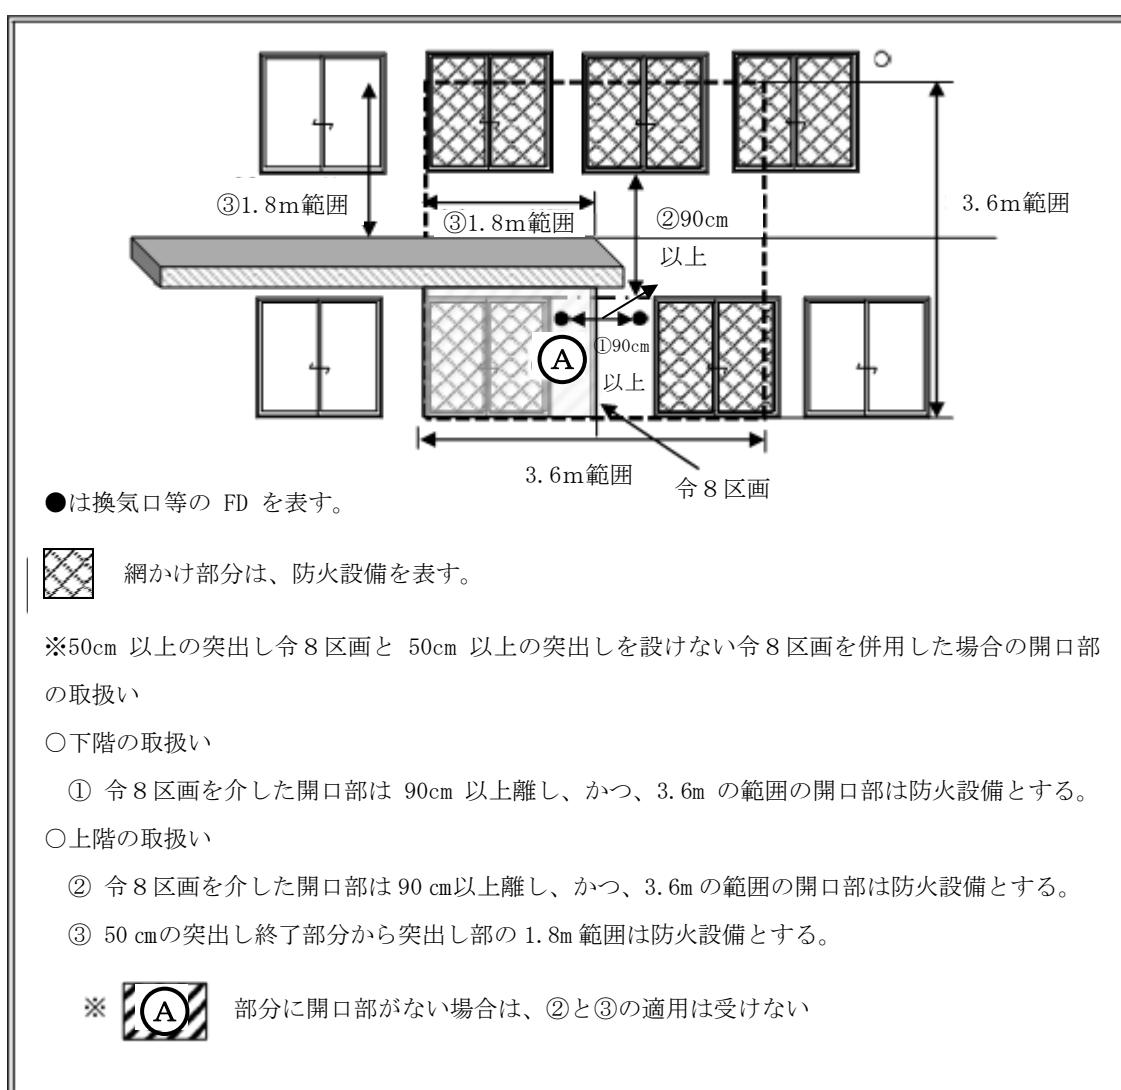 ③1.8m範囲
③1.8m範囲
②90cm
以上
3.6m範囲
A
①90cm
以上
3.6m範囲
令８区画
●は換気口等の FD を表す。
網かけ部分は、防火設備を表す。
※50cm 以上の突出し令８区画と 50cm 以上の突出しを設けない令８区画を併用した場合の開口部
の取扱い
○下階の取扱い
① 令８区画を介した開口部は 90cm 以上離し、かつ、3.6m の範囲の開口部は防火設備とする。
○上階の取扱い
② 令８区画を介した開口部は 90 ㎝以上離し、かつ、3.6m の範囲の開口部は防火設備とする。
③ 50 ㎝の突出し終了部分から突出し部の 1.8m 範囲は防火設備とする。
※ A 部分に開口部がない場合は、②と③の適用は受けない